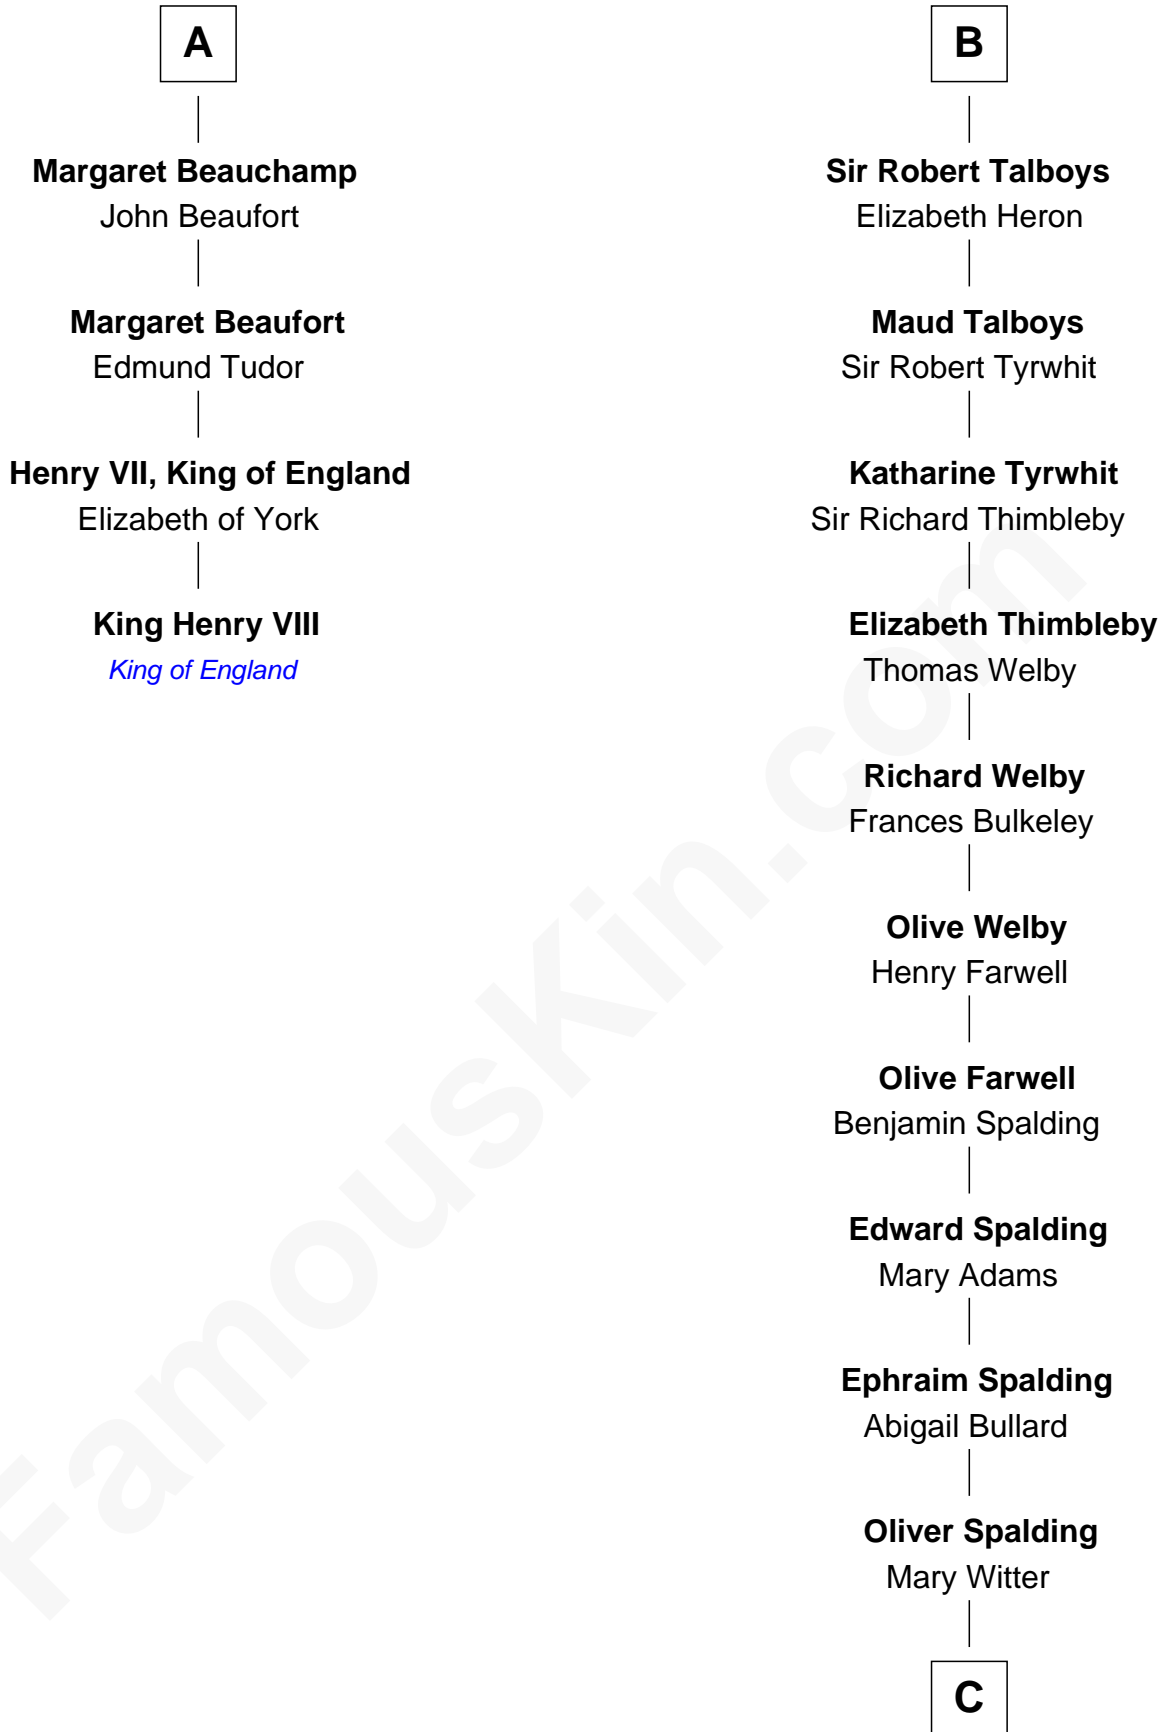 A
Margaret Beauchamp
John Beaufort
Margaret Beaufort
Edmund Tudor
Henry VII, King of England
Elizabeth of York
King Henry VIII
King of England
B
Sir Robert Talboys
Elizabeth Heron
Maud Talboys
Sir Robert Tyrwhit
Katharine Tyrwhit
Sir Richard Thimbleby
Elizabeth Thimbleby
Thomas Welby
Richard Welby
Frances Bulkeley
Olive Welby
Henry Farwell
Olive Farwell
Benjamin Spalding
Edward Spalding
Mary Adams
Ephraim Spalding
Abigail Bullard
Oliver Spalding
Mary Witter
C
FamousKin.com